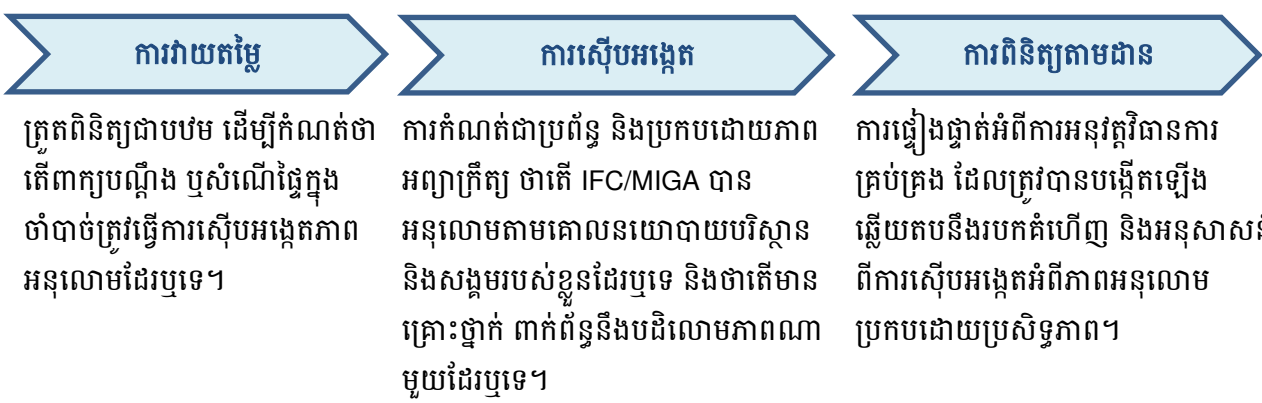 ការវាយតម្លៃ
ត្រួតពិនិត្យជាបឋម ដើម្បីកំណត់ថា
តើពាក្យបណ្តឹង ឬសំណើផ្ទៃក្នុង
ចាំបាច់ត្រូវធ្វើការស៊ើបអង្កេតភាព
អនុលោមដែរឬទេ។
ការស៊ើបអង្កេត
ការកំណត់ជាប្រព័ន្ធ និងប្រកបដោយភាព
អព្យាក្រឹត្យ ថាតើ IFC/MIGA បាន
អនុលោមតាមគោលនយោបាយបរិស្ថាន
និងសង្គមរបស់ខ្លួនដែរឬទេ និងថាតើមាន
គ្រោះថ្នាក់ ពាក់ព័ន្ធនឹងបដិលោមភាពណា
មួយដែរឬទេ។
ការពិនិត្យតាមដាន
ការផ្ទៀងផ្ទាត់អំពីការអនុវត្តវិធានការ
គ្រប់គ្រង ដែលត្រូវបានបង្កើតឡើង
ឆ្លើយតបនឹងរបកគំហើញ និង
ពីការស៊ើបអង្កេតអំពីភាពអនុលោម
ប្រកបដោយប្រសិទ្ធភាព។